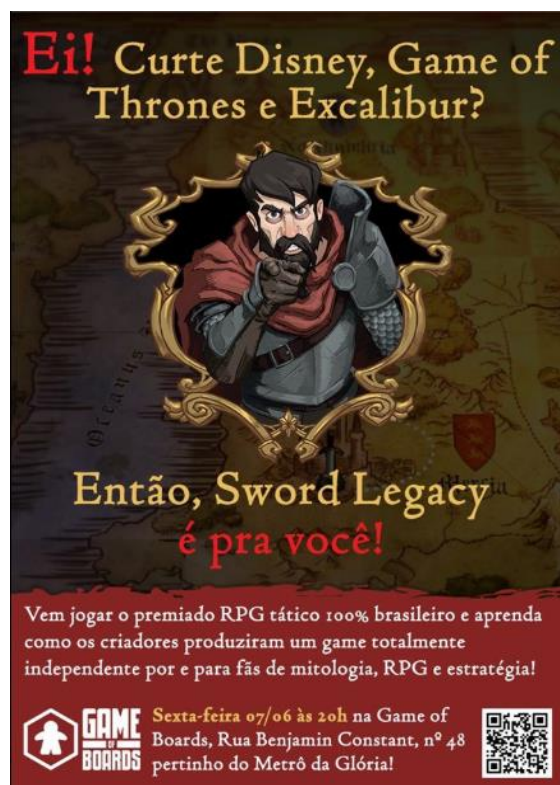 Ei! Curte Disney, Game of
Thrones e Excalibur?
Oceanus
Mercia
Então, Sword Legacy
é pra você!
Vem jogar o premiado RPG tático 100% brasileiro e aprenda
como os criadores produziram um game totalmente
independente por e para fãs de mitologia, RPG e estratégia!
GAME
OF
BOARDS
Sexta-feira 07/06 às 20h na Game of
Boards, Rua Benjamin Constant, nº 48
pertinho do Metrô da Glória!